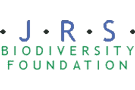 · J · R · S ·
BIODIVERSITY
FOUNDATION